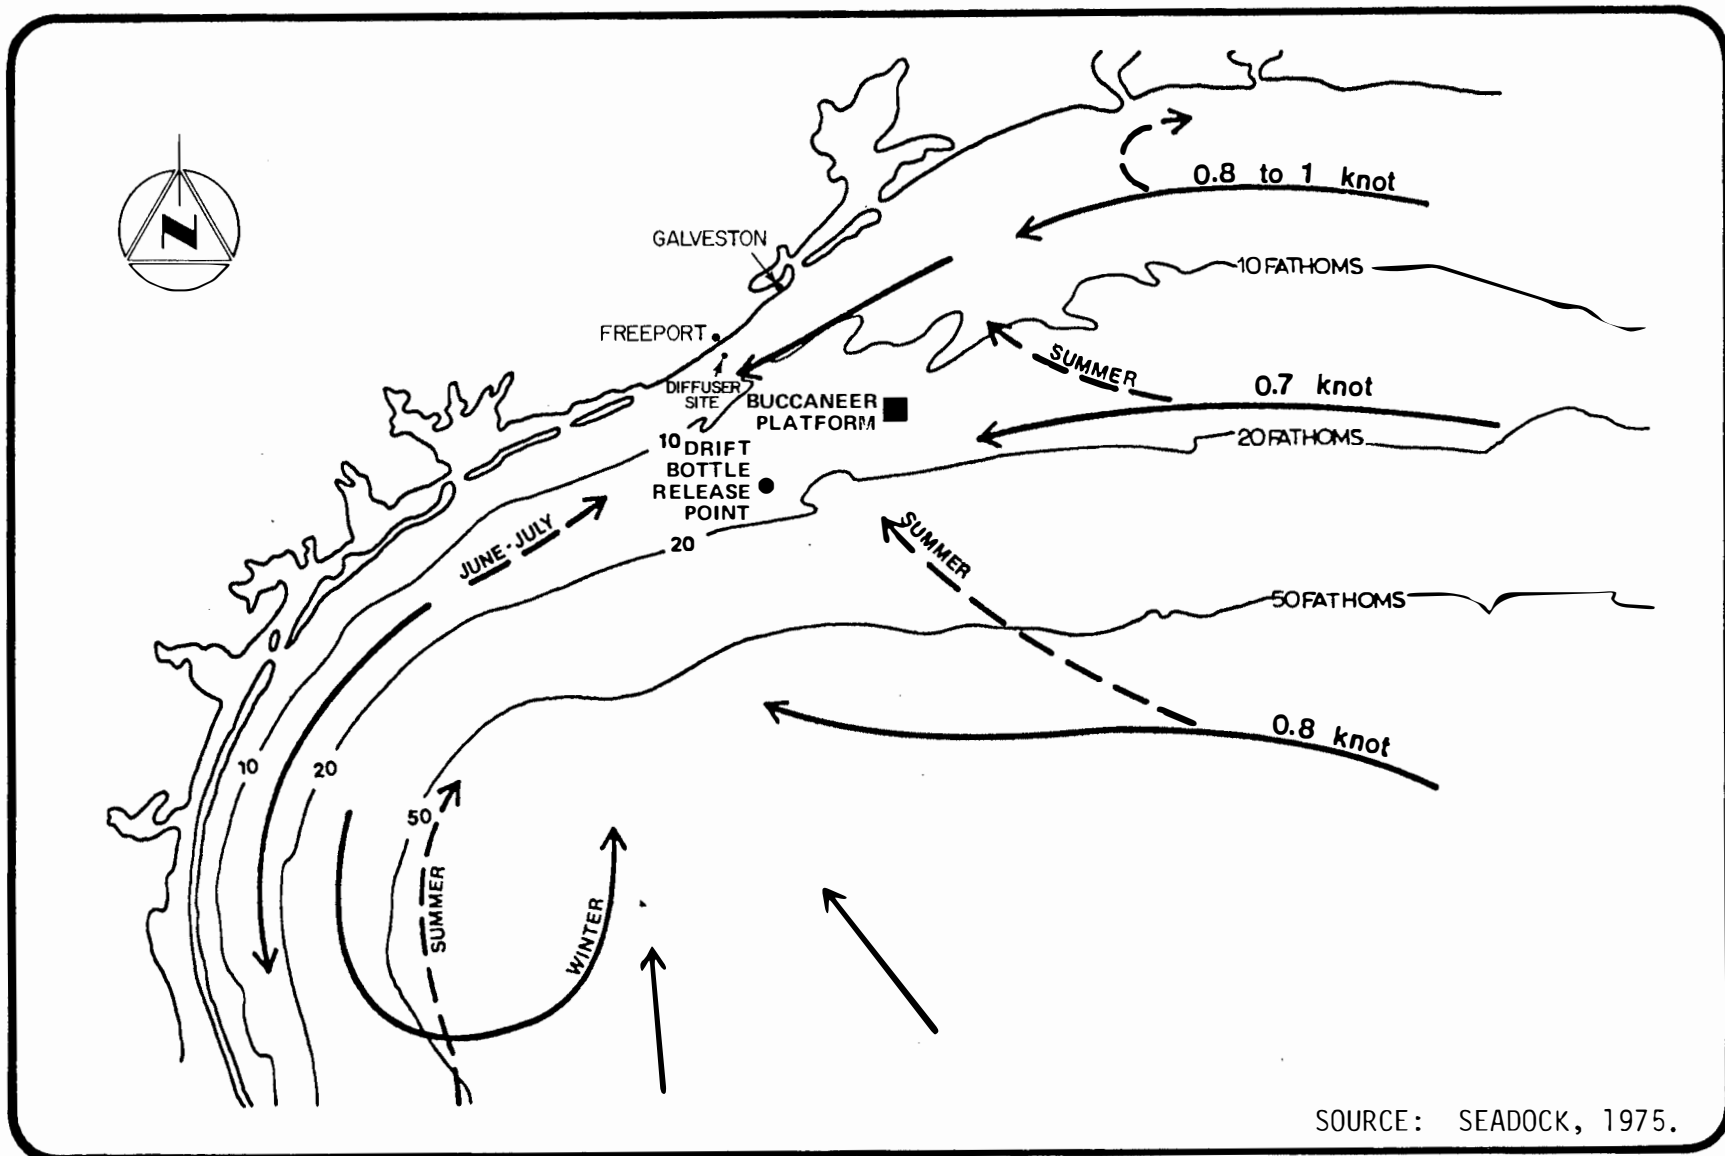 N
0.8 to 1 knot
GALVESTON
10 FATHOMS
FREEPORT
SUMMER
DIFFUSER
SITE
0.7 knot
BUCCANEER
PLATFORM
20 FATHOMS
10
DRIFT
BOTTLE
RELEASE
POINT
20
JUNE-JULY
SUMMER
50 FATHOMS
0.8 knot
10
20
50
SUMMER
WINTER
SOURCE: SEADOCK, 1975.